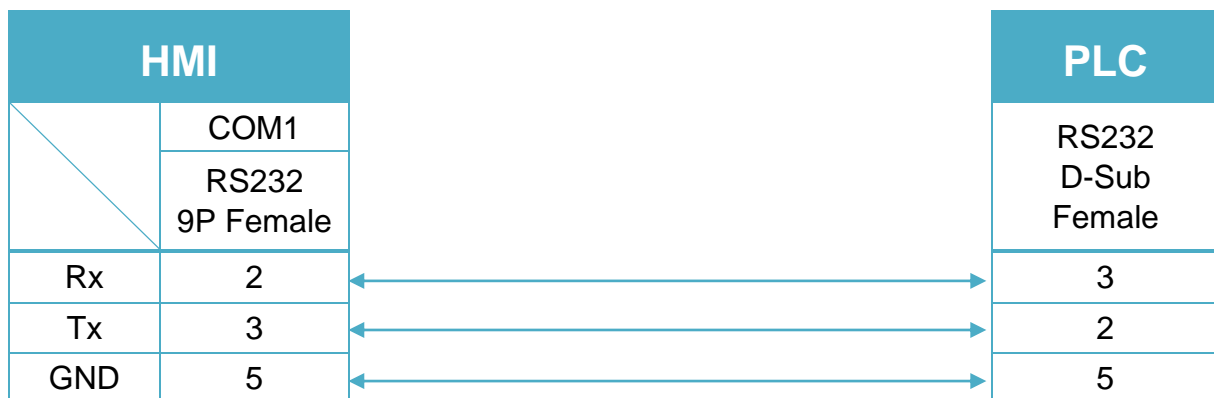 HMI
PLC
COM1
RS232
9P Female
RS232
D-Sub
Female
Rx 2 3
Tx 3 2
GND 5 5